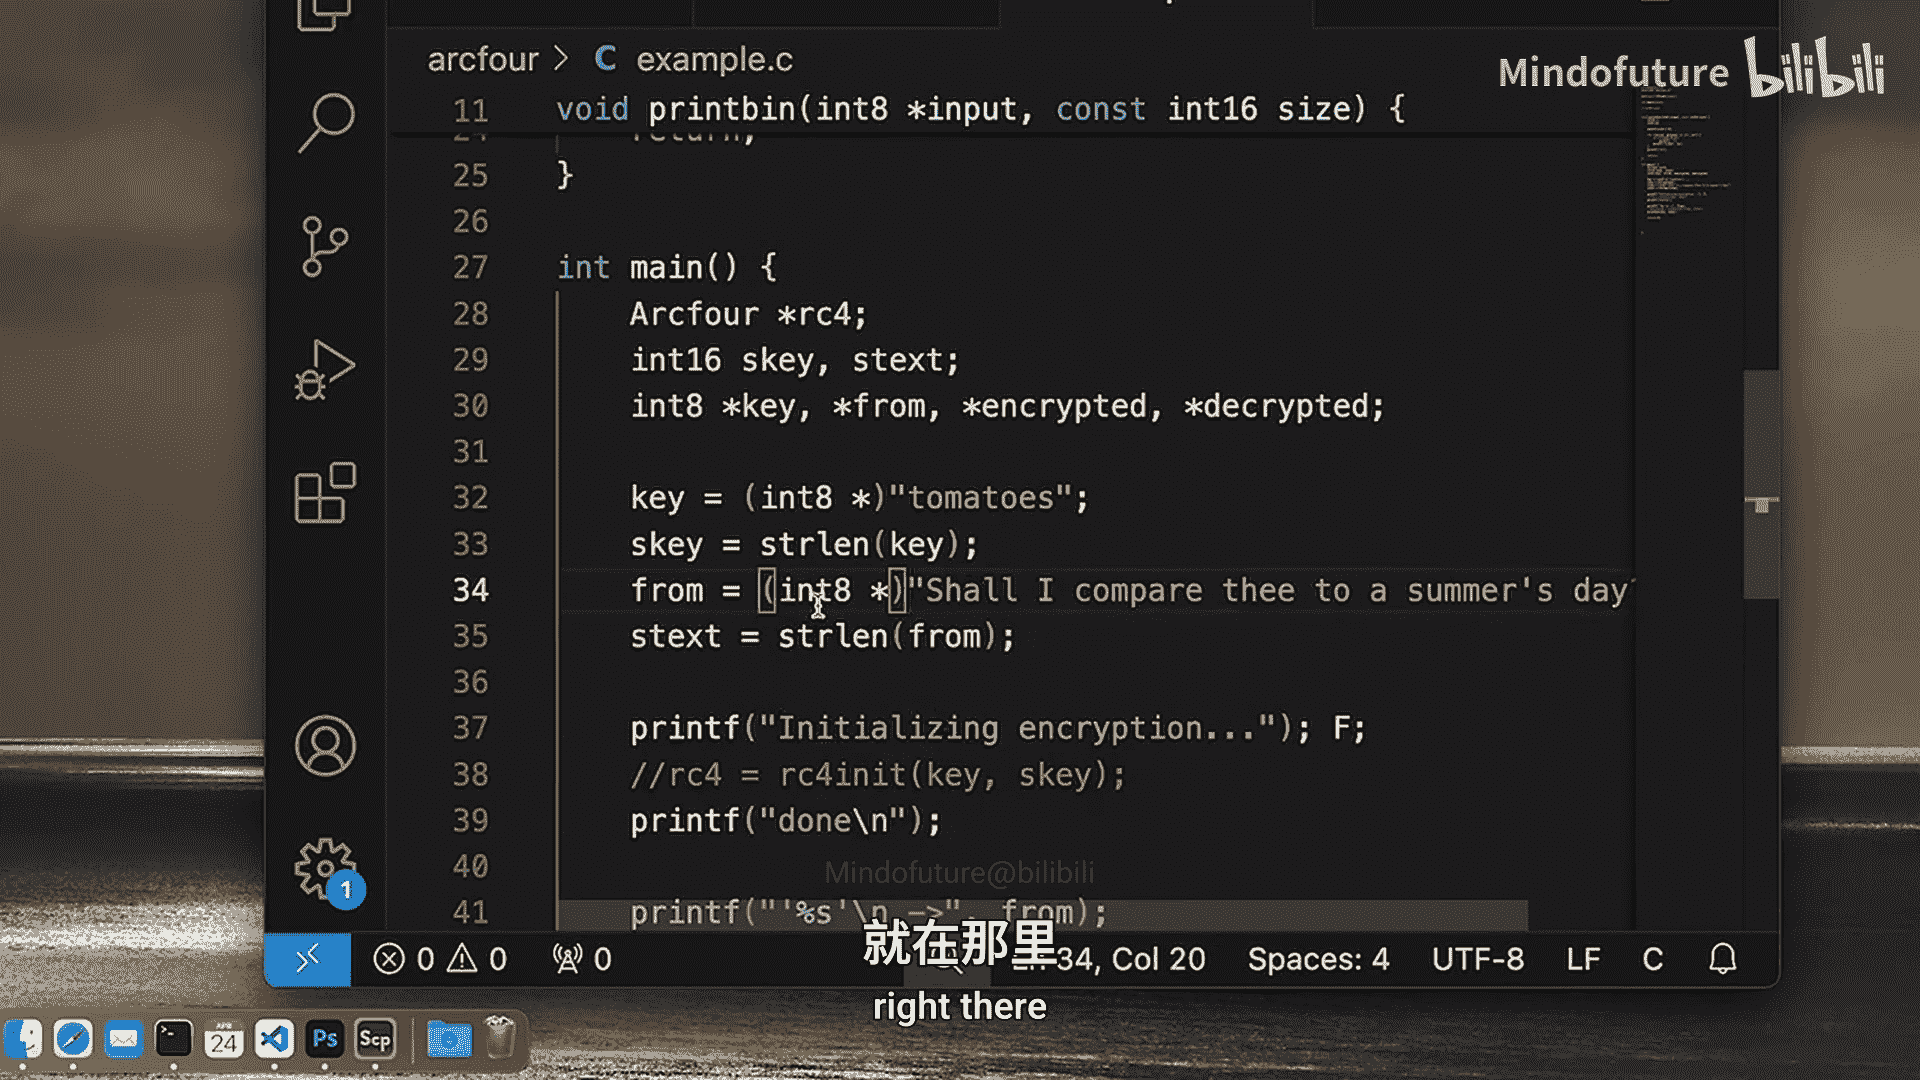 Mindofuture bilibili
arcfour > C example.c
11 void printbin(int8 *input, const int16 size) {
24 return;
25 }
26
27 int main() {
28 Arcfour *rc4;
29 int16 skey, stext;
30 int8 *key, *from, *encrypted, *decrypted;
31
32 key = (int8 *)"tomatoes";
33 skey = strlen(key);
34 from = (int8 *)"Shall I compare thee to a summer's day
35 stext = strlen(from);
36
37 printf("Initializing encryption..."); F;
38 //rc4 = rc4init(key, skey);
39 printf("done\n");
40
Mindofuture@bilibili
41 printf("'%s'\n ->", from);
就在那里
1
0 0 0 Ln 34, Col 20 Spaces: 4 UTF-8 LF C
right there
APR
24 Ps Scp